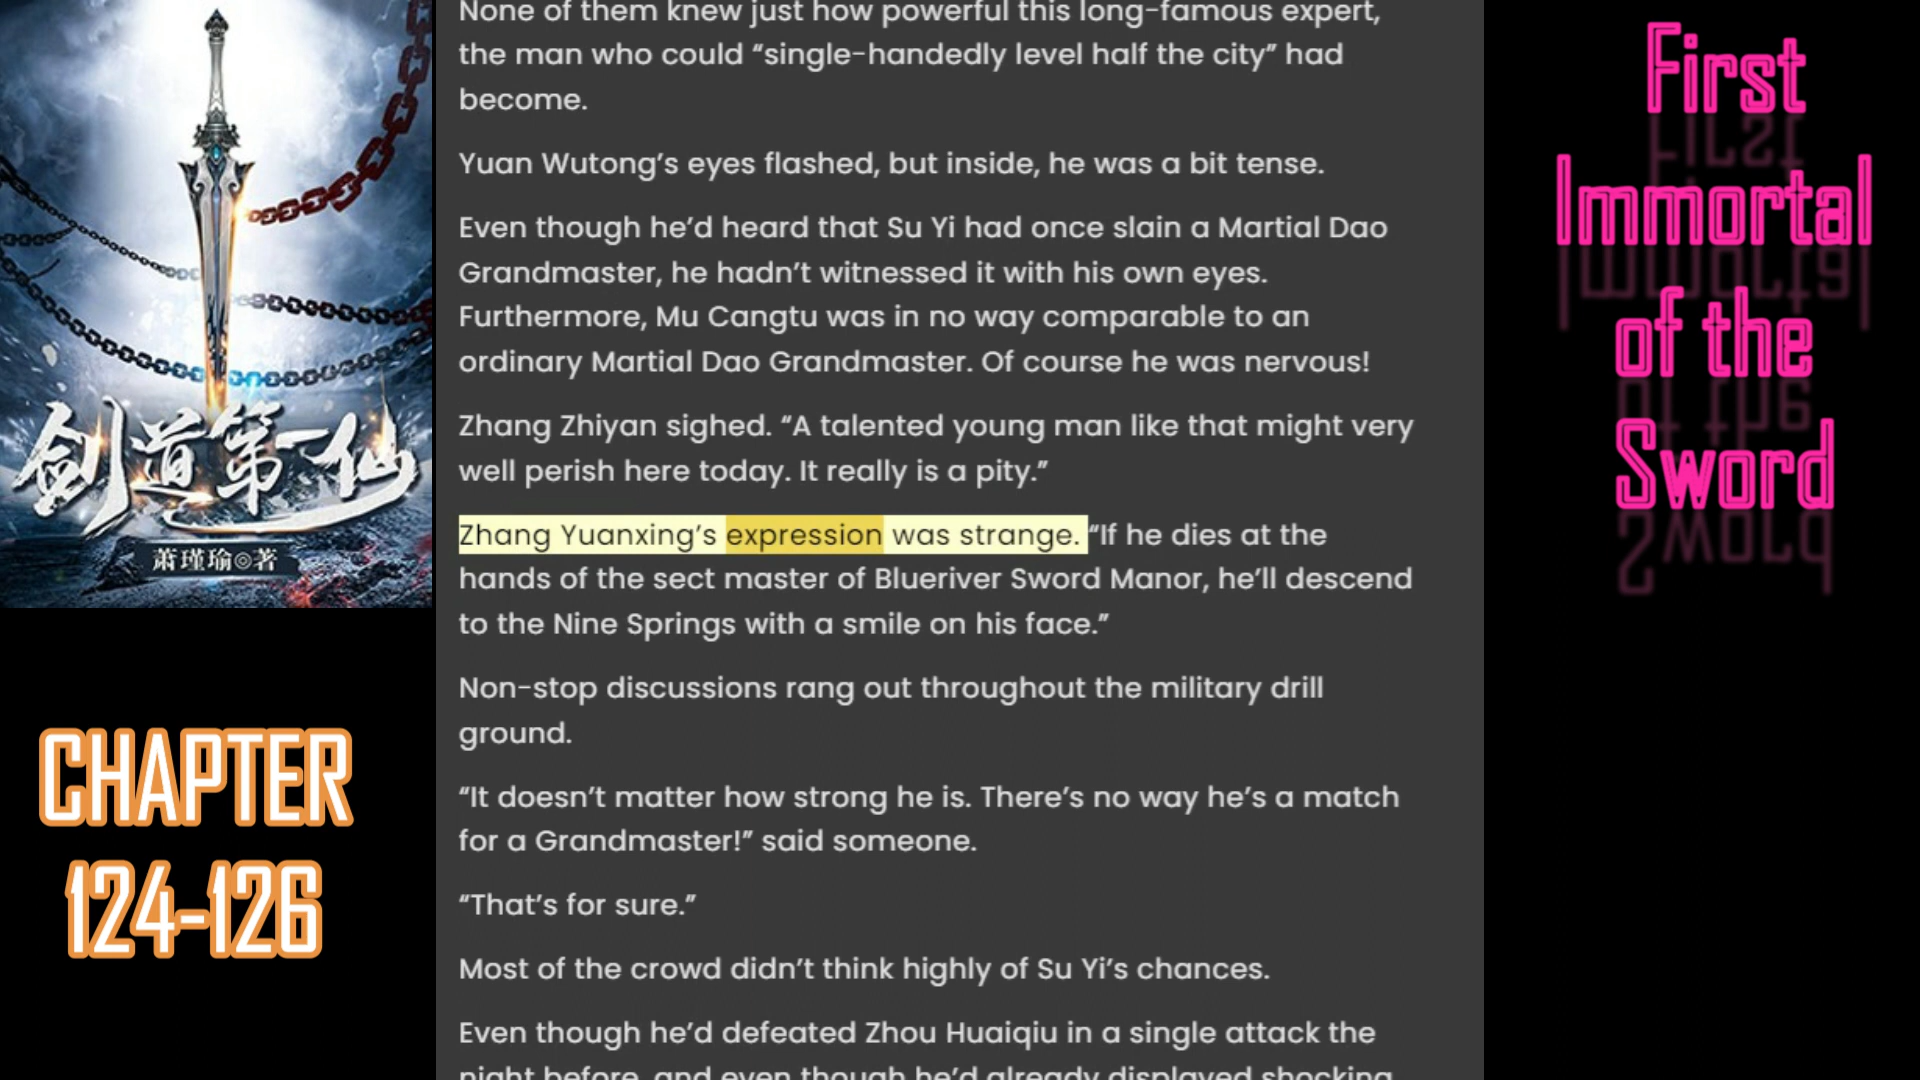 剑道第一仙
萧瑾瑜◎著
CHAPTER
124-126
None of them knew just how powerful this long-famous expert,
the man who could “single-handedly level half the city” had
become.
Yuan Wutong’s eyes flashed, but inside, he was a bit tense.
Even though he’d heard that Su Yi had once slain a Martial Dao
Grandmaster, he hadn’t witnessed it with his own eyes.
Furthermore, Mu Cangtu was in no way comparable to an
ordinary Martial Dao Grandmaster. Of course he was nervous!
Zhang Zhiyan sighed. “A talented young man like that might very
well perish here today. It really is a pity.”
Zhang Yuanxing’s expression was strange. “If he dies at the
hands of the sect master of Blueriver Sword Manor, he’ll descend
to the Nine Springs with a smile on his face.”
Non-stop discussions rang out throughout the military drill
ground.
“It doesn’t matter how strong he is. There’s no way he’s a match
for a Grandmaster!” said someone.
“That’s for sure.”
Most of the crowd didn’t think highly of Su Yi’s chances.
Even though he’d defeated Zhou Huaiqiu in a single attack the
night before, and even though he’d already displayed shocking
First
Immortal
of the
Sword